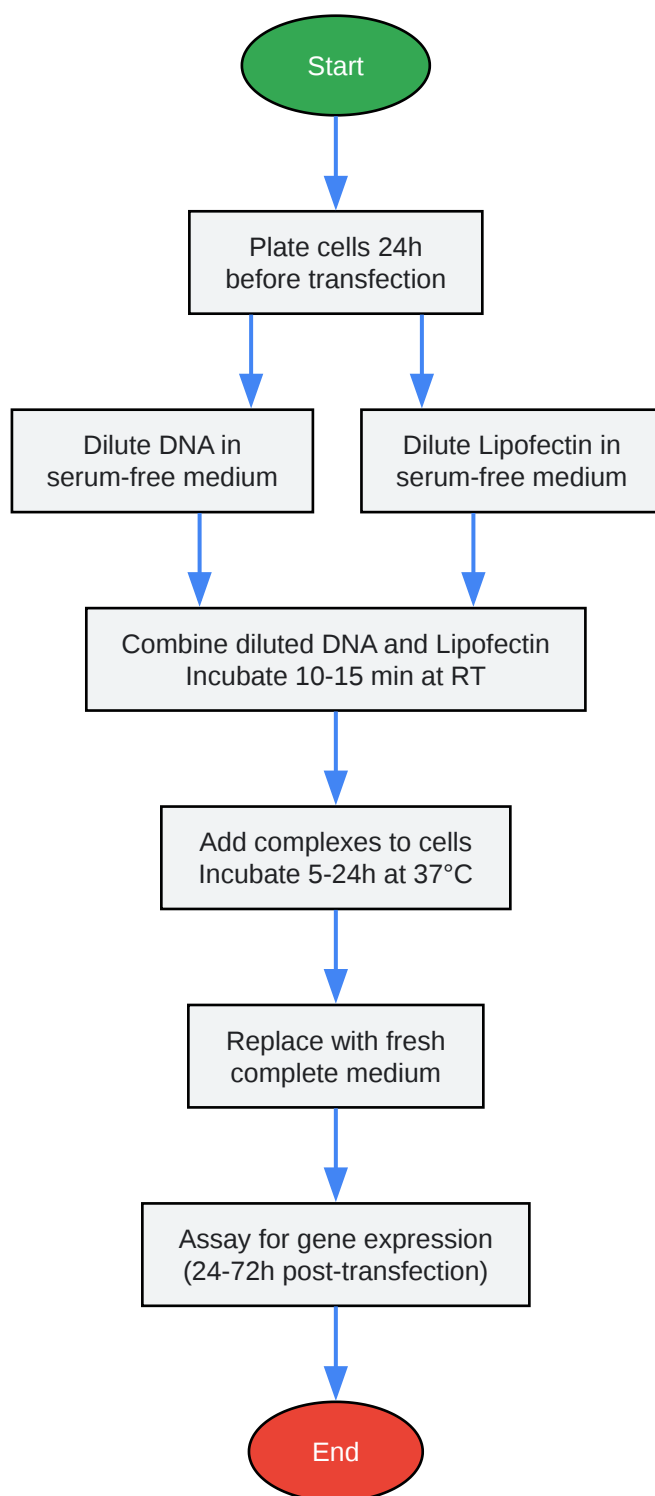 Start
Plate cells 24h
before transfection
Dilute DNA in
serum-free medium
Dilute Lipofectin in
serum-free medium
Combine diluted DNA and Lipofectin
Incubate 10-15 min at RT
Add complexes to cells
Incubate 5-24h at 37°C
Replace with fresh
complete medium
Assay for gene expression
(24-72h post-transfection)
End